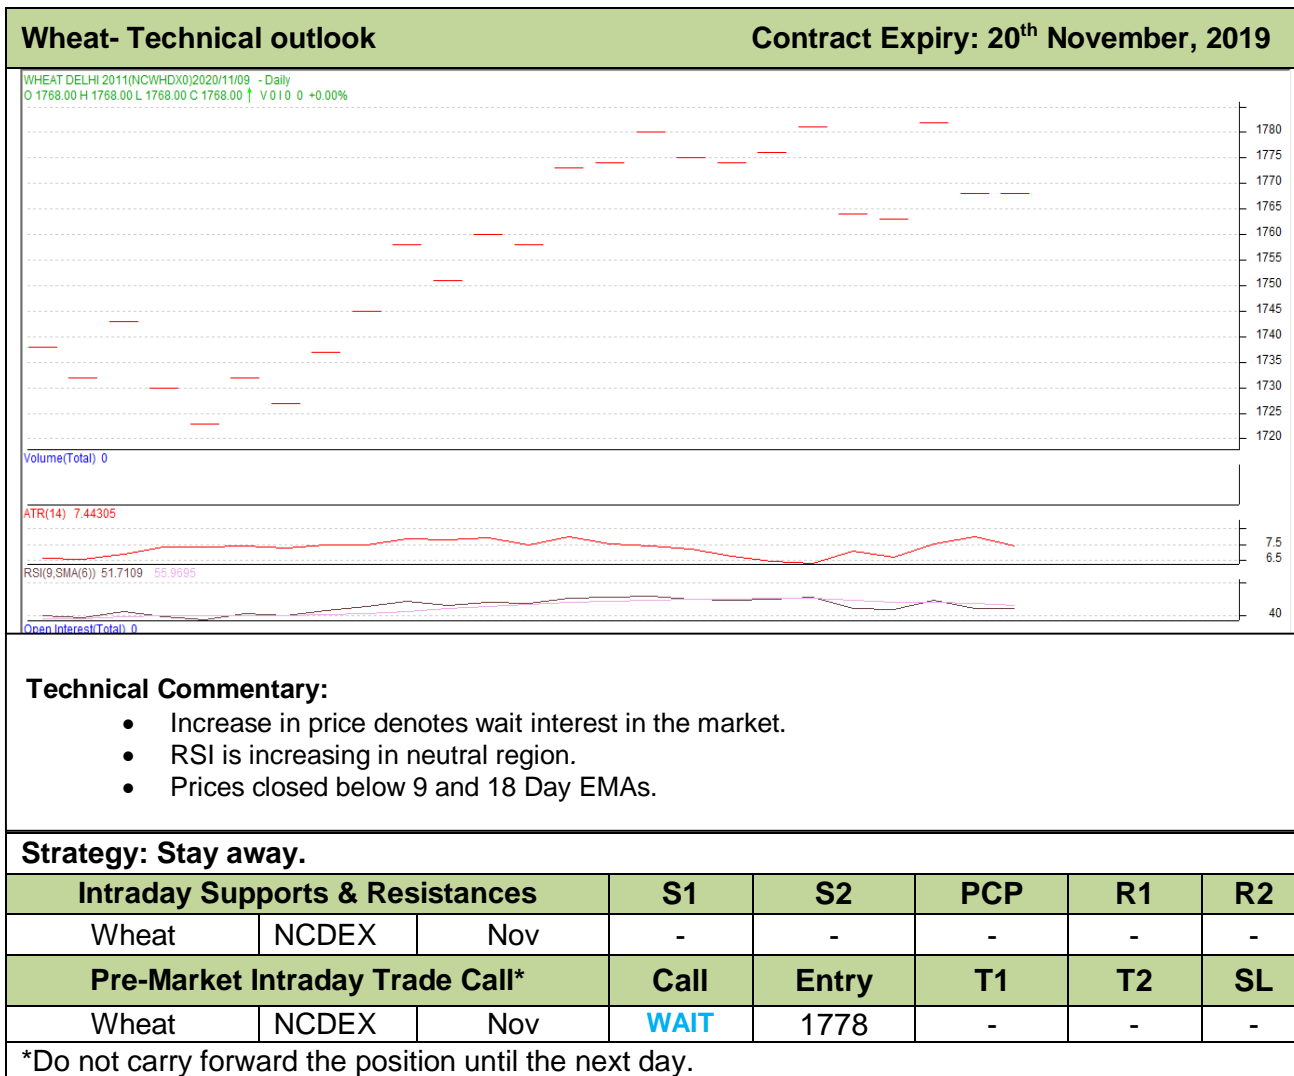 Wheat- Technical outlook Contract Expiry: 20th November, 2019
WHEAT DELHI 2011(NCWHDX0)2020/11/09 - Daily
O 1768.00 H 1768.00 L 1768.00 C 1768.00 ↑ V 0 I 0 0 +0.00%
1780
1775
1770
1765
1760
1755
1750
1745
1740
1735
1730
1725
1720
Volume(Total) 0
ATR(14) 7.44305
7.5
6.5
RSI(9,SMA(6)) 51.7109 55.9695
40
Open Interest(Total) 0
Technical Commentary:
• Increase in price denotes wait interest in the market.
• RSI is increasing in neutral region.
• Prices closed below 9 and 18 Day EMAs.
Strategy: Stay away.
Intraday Supports & Resistances S1 S2 PCP R1 R2
Wheat NCDEX Nov - - - - -
Pre-Market Intraday Trade Call* Call Entry T1 T2 SL
Wheat NCDEX Nov WAIT 1778 - - -
*Do not carry forward the position until the next day.